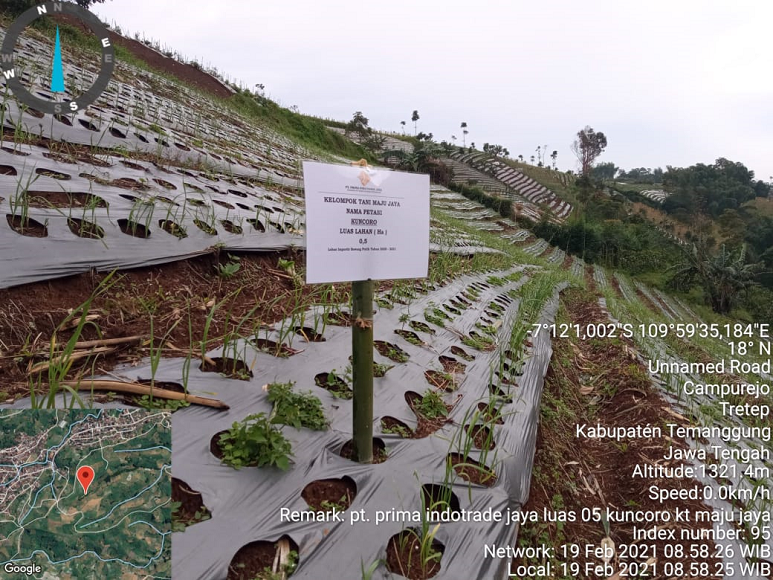 N
N
E
E
S
S
W
W
KELOMPOK TANI MAJU JAYA
NAMA PETASI
KUNCORO
LUAS LAHAN ( Ha )
0,5
-7°12'1,002"S 109°59'35,184"E
18° N
Unnamed Road
Campurejo
Tretep
Kabupatén Temanggung
Jawa Tengah
Altitude:1321.4m
Speed:0.0km/h
Remark: pt. prima indotrade jaya luas 05 kuncoro kt maju jaya
Index number: 95
Network: 19 Feb 2021 08.58.26 WIB
Local: 19 Feb 2021 08.58.25 WIB
Google